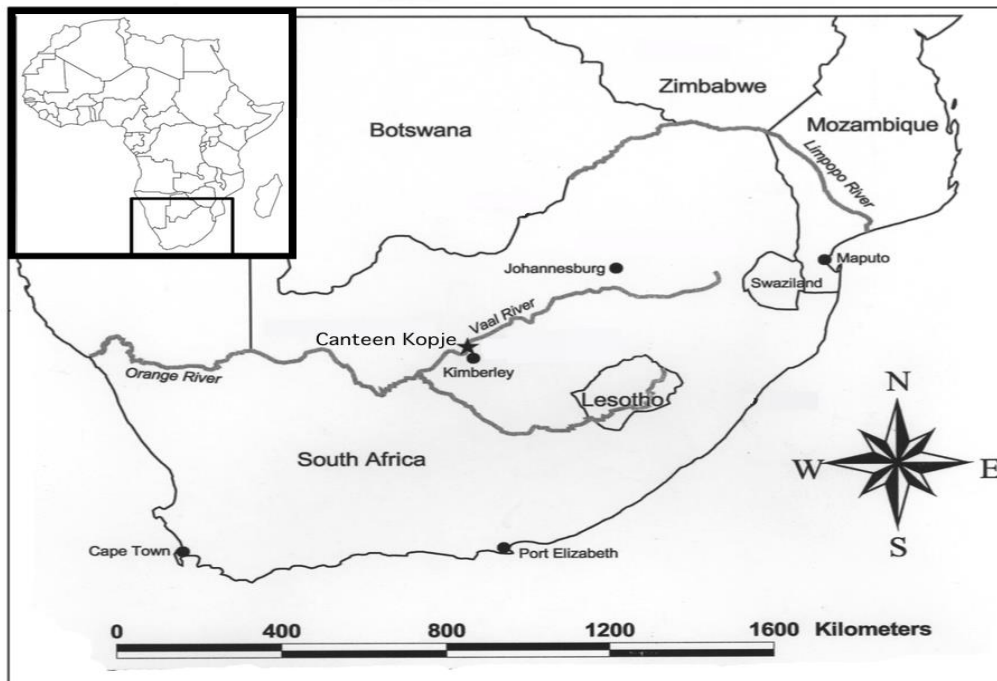 Zimbabwe
Botswana
Mozambique
Limpopo River
Johannesburg
Maputo
Swaziland
Vaal River
Canteen Kopje
Kimberley
Orange River
Lesotho
N
W
E
S
South Africa
Cape Town
Port Elizabeth
0 400 800 1200 1600 Kilometers